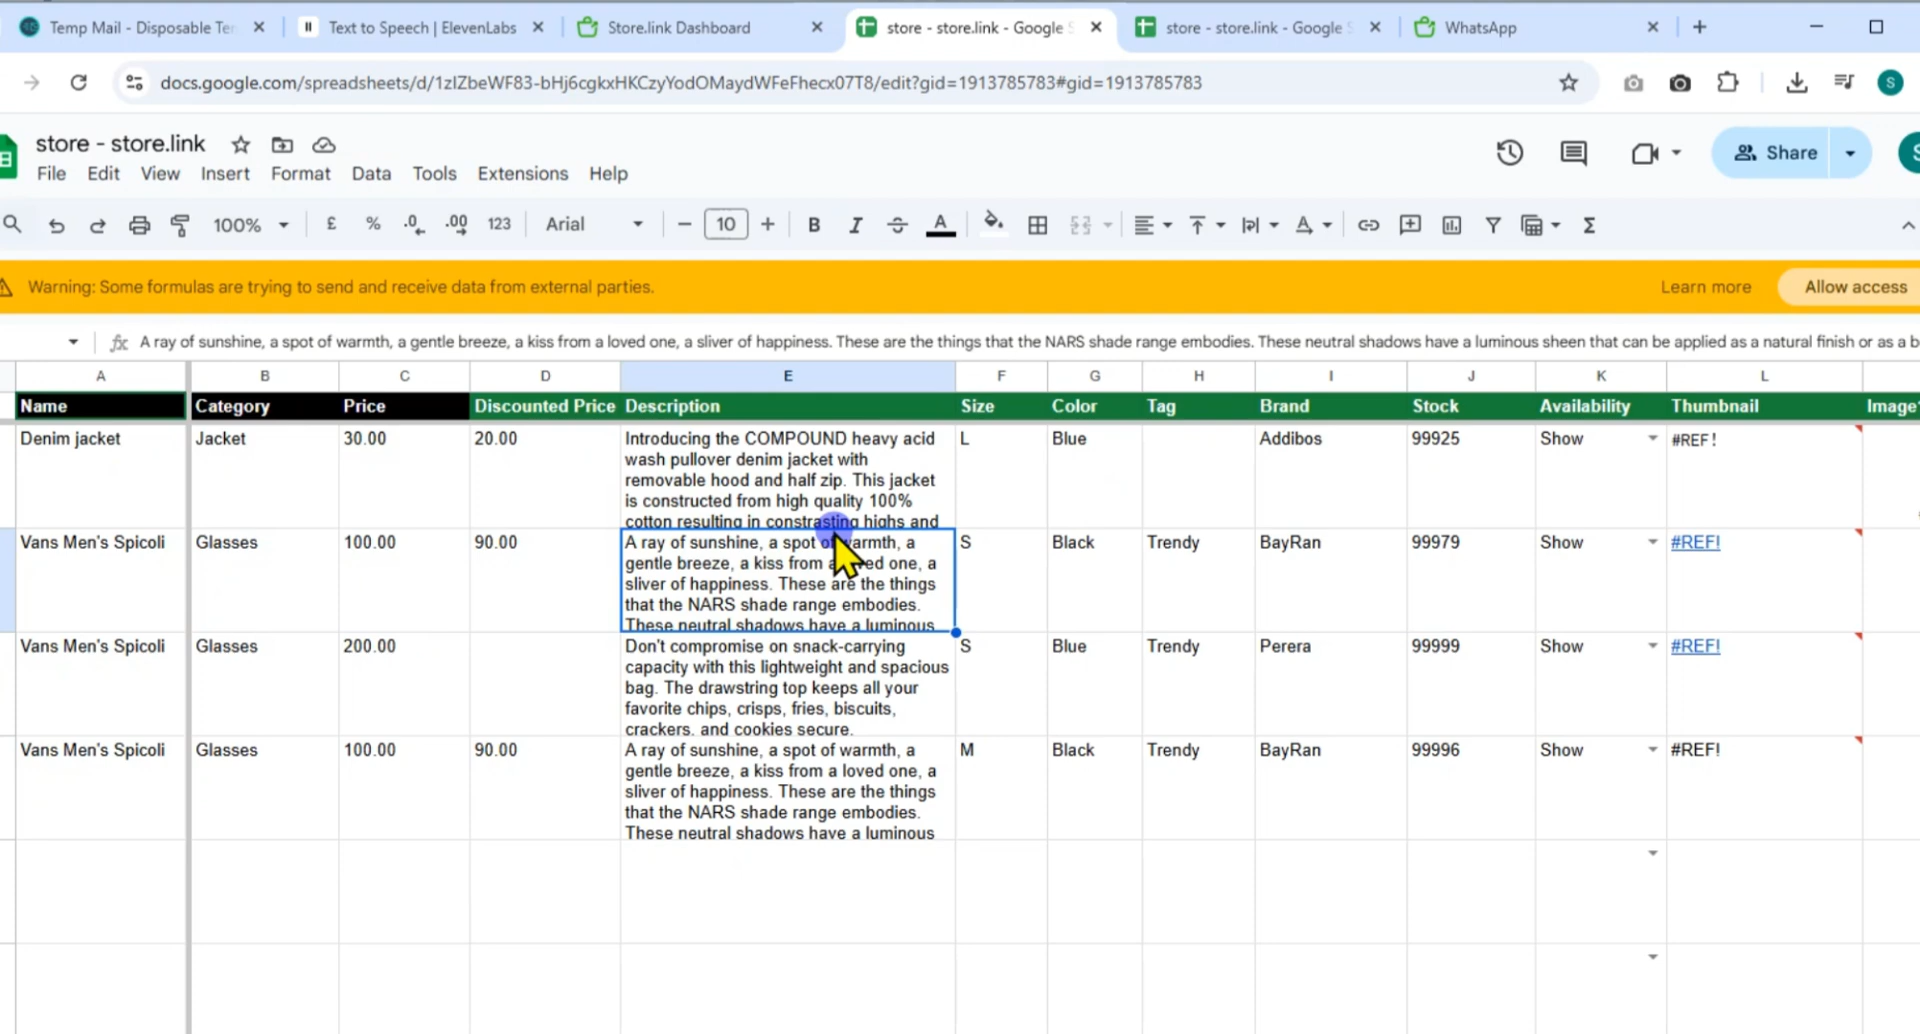 Temp Mail - Disposable Te
Text to Speech | ElevenLabs
Store.link Dashboard
store - store.link - Google S
store - store.link - Google S
WhatsApp
docs.google.com/spreadsheets/d/1zlZbeWF83-bHj6cgkxHKCzyYodOMaydWFeFhecx07T8/edit?gid=1913785783#gid=1913785783
S
store - store.link
File Edit View Insert Format Data Tools Extensions Help
Share
S
100% £ % .0 .00 123 Arial 10 B I A
Warning: Some formulas are trying to send and receive data from external parties. Learn more Allow access
fx A ray of sunshine, a spot of warmth, a gentle breeze, a kiss from a loved one, a sliver of happiness. These are the things that the NARS shade range embodies. These neutral shadows have a luminous sheen that can be applied as a natural finish or as a b
A B C D E F G H I J K L
Name Category Price Discounted Price Description Size Color Tag Brand Stock Availability Thumbnail Image
Denim jacket Jacket 30.00 20.00 Introducing the COMPOUND heavy acid L Blue Addibos 99925 Show #REF!
wash pullover denim jacket with
removable hood and half zip. This jacket
is constructed from high quality 100%
cotton resulting in constrasting highs and
Vans Men's Spicoli Glasses 100.00 90.00 A ray of sunshine, a spot of warmth, a S Black Trendy BayRan 99979 Show #REF!
gentle breeze, a kiss from a loved one, a
sliver of happiness. These are the things
that the NARS shade range embodies.
These neutral shadows have a luminous
Vans Men's Spicoli Glasses 200.00 Don't compromise on snack-carrying S Blue Trendy Perera 99999 Show #REF!
capacity with this lightweight and spacious
bag. The drawstring top keeps all your
favorite chips, crisps, fries, biscuits,
crackers, and cookies secure.
Vans Men's Spicoli Glasses 100.00 90.00 A ray of sunshine, a spot of warmth, a M Black Trendy BayRan 99996 Show #REF!
gentle breeze, a kiss from a loved one, a
sliver of happiness. These are the things
that the NARS shade range embodies.
These neutral shadows have a luminous